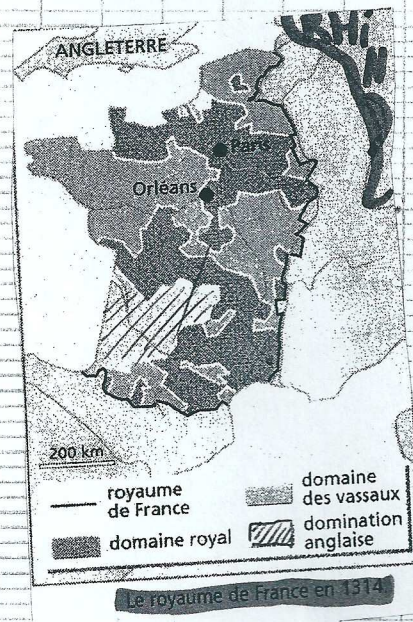 ANGLETERRE
RHiN
Paris
Orléans
200 km
royaume
de France
domaine royal
domaine
des vassaux
domination
anglaise
Le royaume de France en 1314